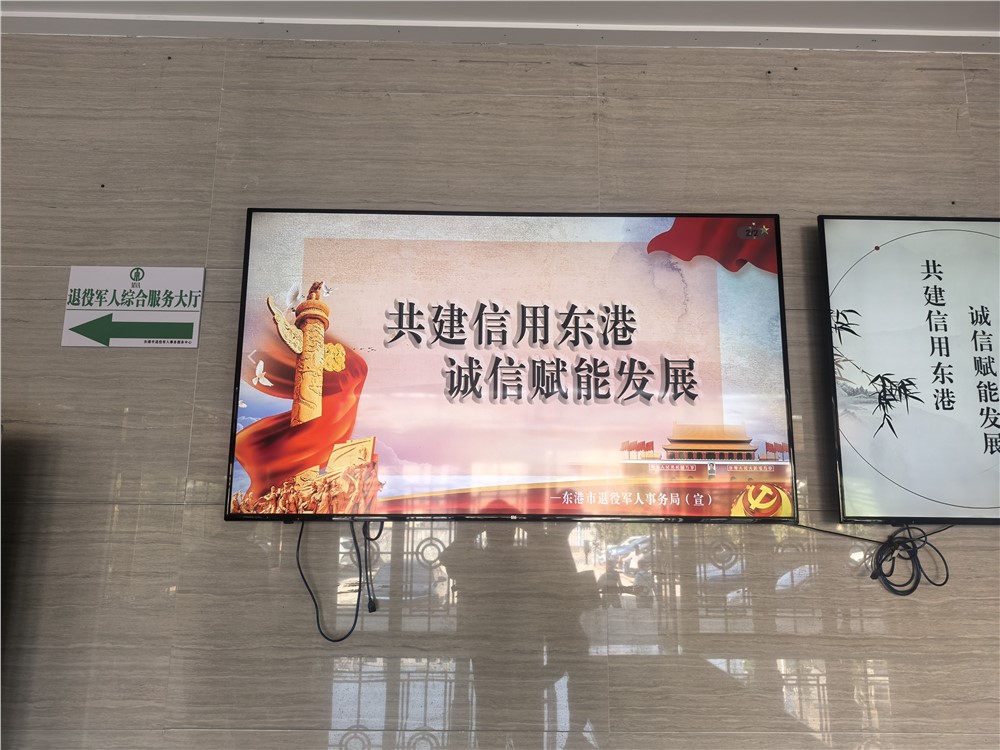 退役军人综合服务大厅
共建信用东港
诚信赋能发展
—东港市退役军人事务局（宣）
2/2
共建信用东港
诚信赋能发展